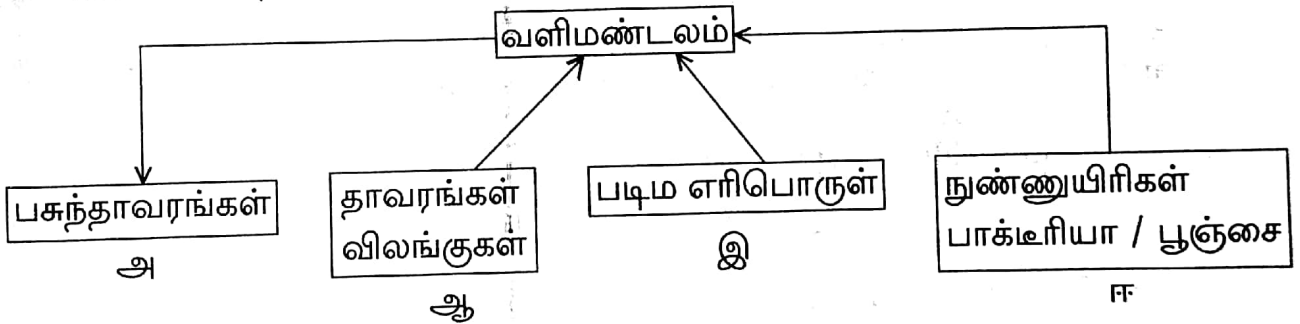 வளிமண்டலம்
பசுந்தாவரங்கள்
அ
தாவரங்கள்
விலங்குகள்
ஆ
படிம எரிபொருள்
இ
நுண்ணுயிரிகள்
பாக்டீரியா / பூஞ்சை
ஈ